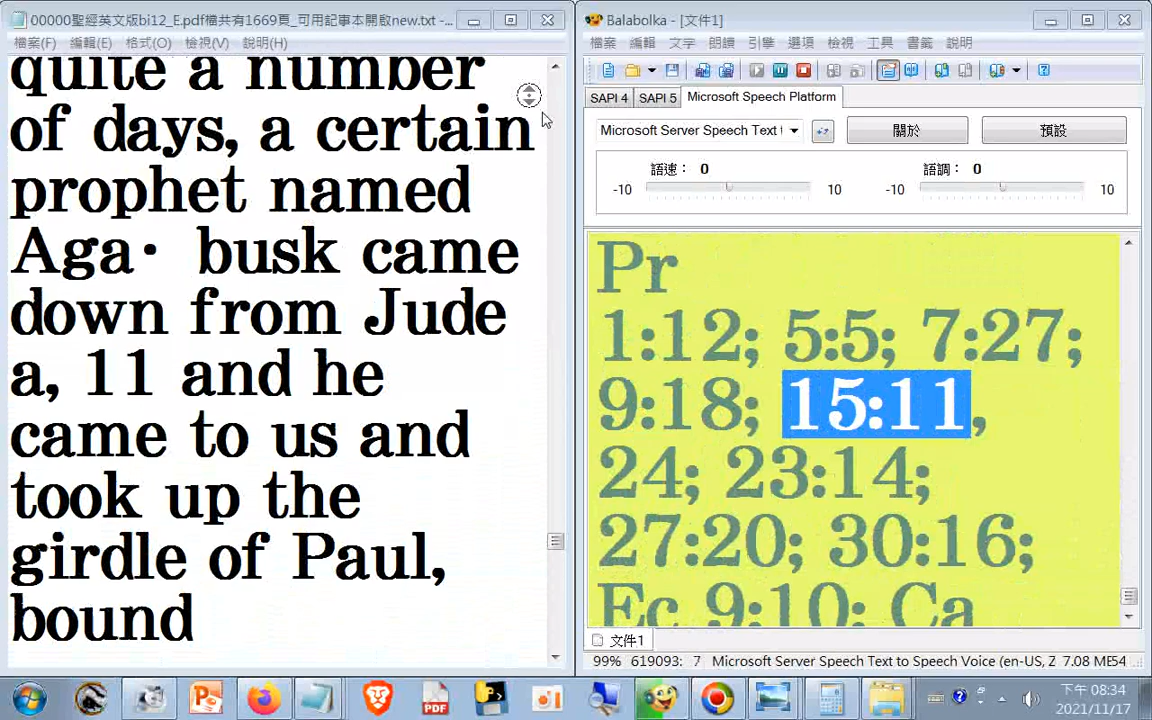 00000聖經英文版bi12_E.pdf檔共有1669頁_可用記事本開啟new.txt -...
檔案(F) 編輯(E) 格式(O) 檢視(V) 說明(H)
quite a number
of days, a certain
prophet named
Aga· busk came
down from Jude
a, 11 and he
came to us and
took up the
girdle of Paul,
bound
Balabolka - [文件1]
檔案 編輯 文字 朗讀 引擎 選項 檢視 工具 書籤 說明
SAPI 4 SAPI 5 Microsoft Speech Platform
Microsoft Server Speech Text t 關於 預設
語速： 0 語調： 0
-10 10 -10 10
Pr
1:12; 5:5; 7:27;
9:18; 15:11,
24; 23:14;
27:20; 30:16;
Ec 9:10; Ca
文件1
99% 619093: 7 Microsoft Server Speech Text to Speech Voice (en-US, Z 7.08 ME54
PDF
下午 08:34
2021/11/17